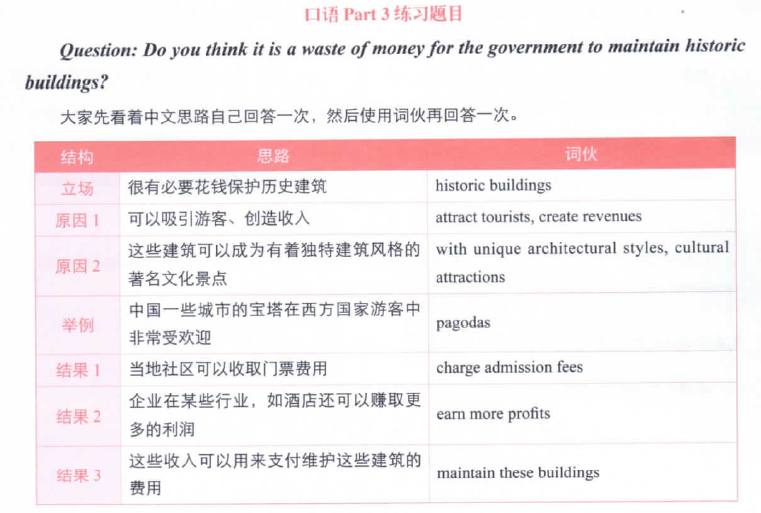 口语 Part 3 练习题目
Question: Do you think it is a waste of money for the government to maintain historic
buildings?
大家先看着中文思路自己回答一次，然后使用词伙再回答一次。
结构 思路 词伙
立场 很有必要花钱保护历史建筑 historic buildings
原因 1 可以吸引游客、创造收入 attract tourists, create revenues
原因 2 这些建筑可以成为有着独特建筑风格的 with unique architectural styles, cultural
著名文化景点 attractions
举例 中国一些城市的宝塔在西方国家游客中 pagodas
非常受欢迎
结果 1 当地社区可以收取门票费用 charge admission fees
结果 2 企业在某些行业，如酒店还可以赚取更 earn more profits
多的利润
结果 3 这些收入可以用来支付维护这些建筑的 maintain these buildings
费用